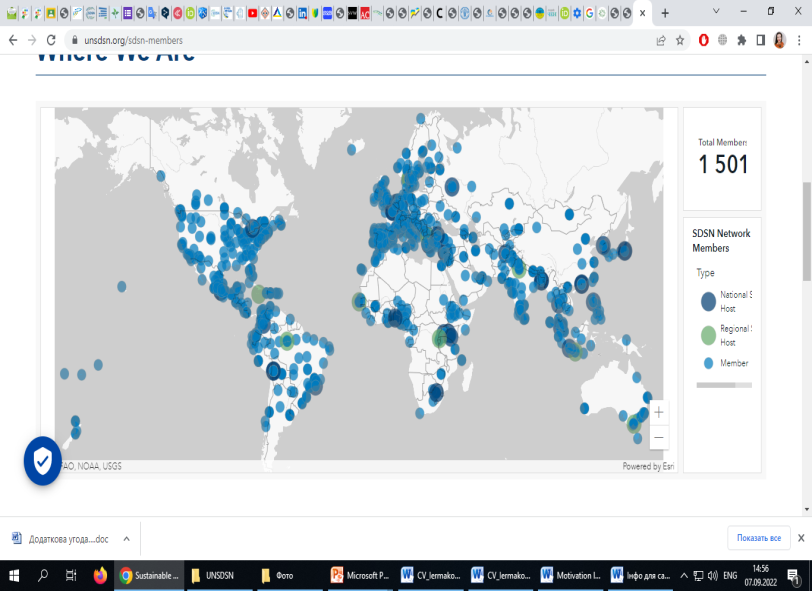 unsdsn.org/sdsn-members
Where We Are
Total Members
1 501
SDSN Network
Members
Type
National S
Host
Regional S
Host
Member
FAO, NOAA, USGS
Powered by Esri
Додаткова угода....doc
Показать все
Sustainable ...
UNSDSN
Фото
Microsoft P...
CV_Iermako...
CV_Iermako...
Motivation l...
Інфо для са...
ENG
14:56
07.09.2022